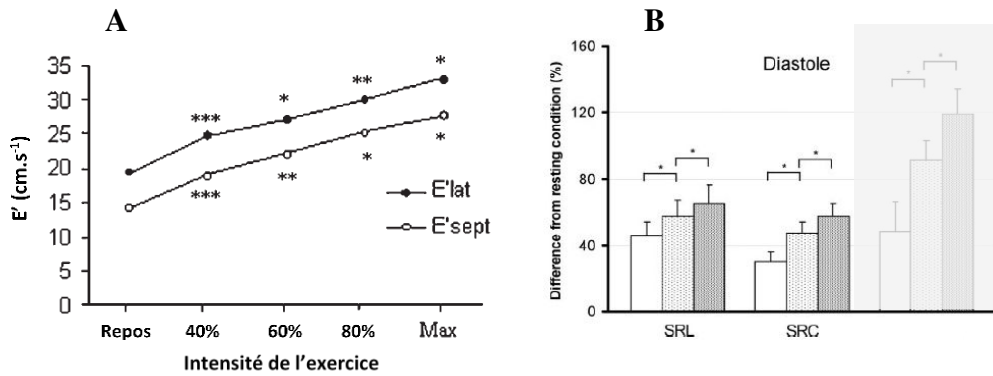 A
E' (cm.s⁻¹)
35
30
25
20
15
10
5
0
***
*
**
*
***
**
*
*
E'lat
E'sept
Repos 40% 60% 80% Max
Intensité de l'exercice
B
Difference from resting condition (%)
160
120
80
40
0
Diastole
* *
* *
* *
SRL SRC